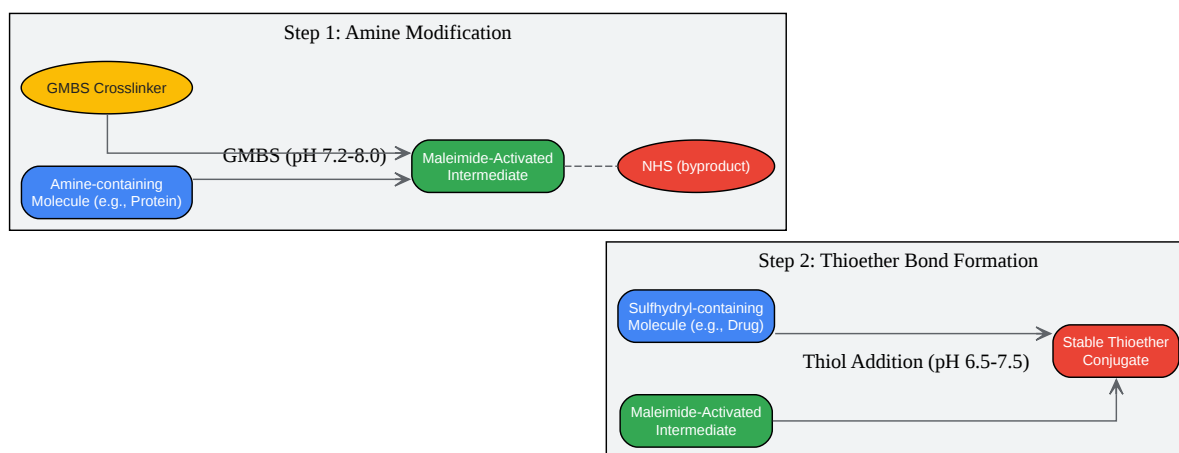 Step 1: Amine Modification
GMBS Crosslinker
GMBS (pH 7.2-8.0)
Amine-containing
Molecule (e.g., Protein)
Maleimide-Activated
Intermediate
NHS (byproduct)
Step 2: Thioether Bond Formation
Sulfhydryl-containing
Molecule (e.g., Drug)
Thiol Addition (pH 6.5-7.5)
Stable Thioether
Conjugate
Maleimide-Activated
Intermediate